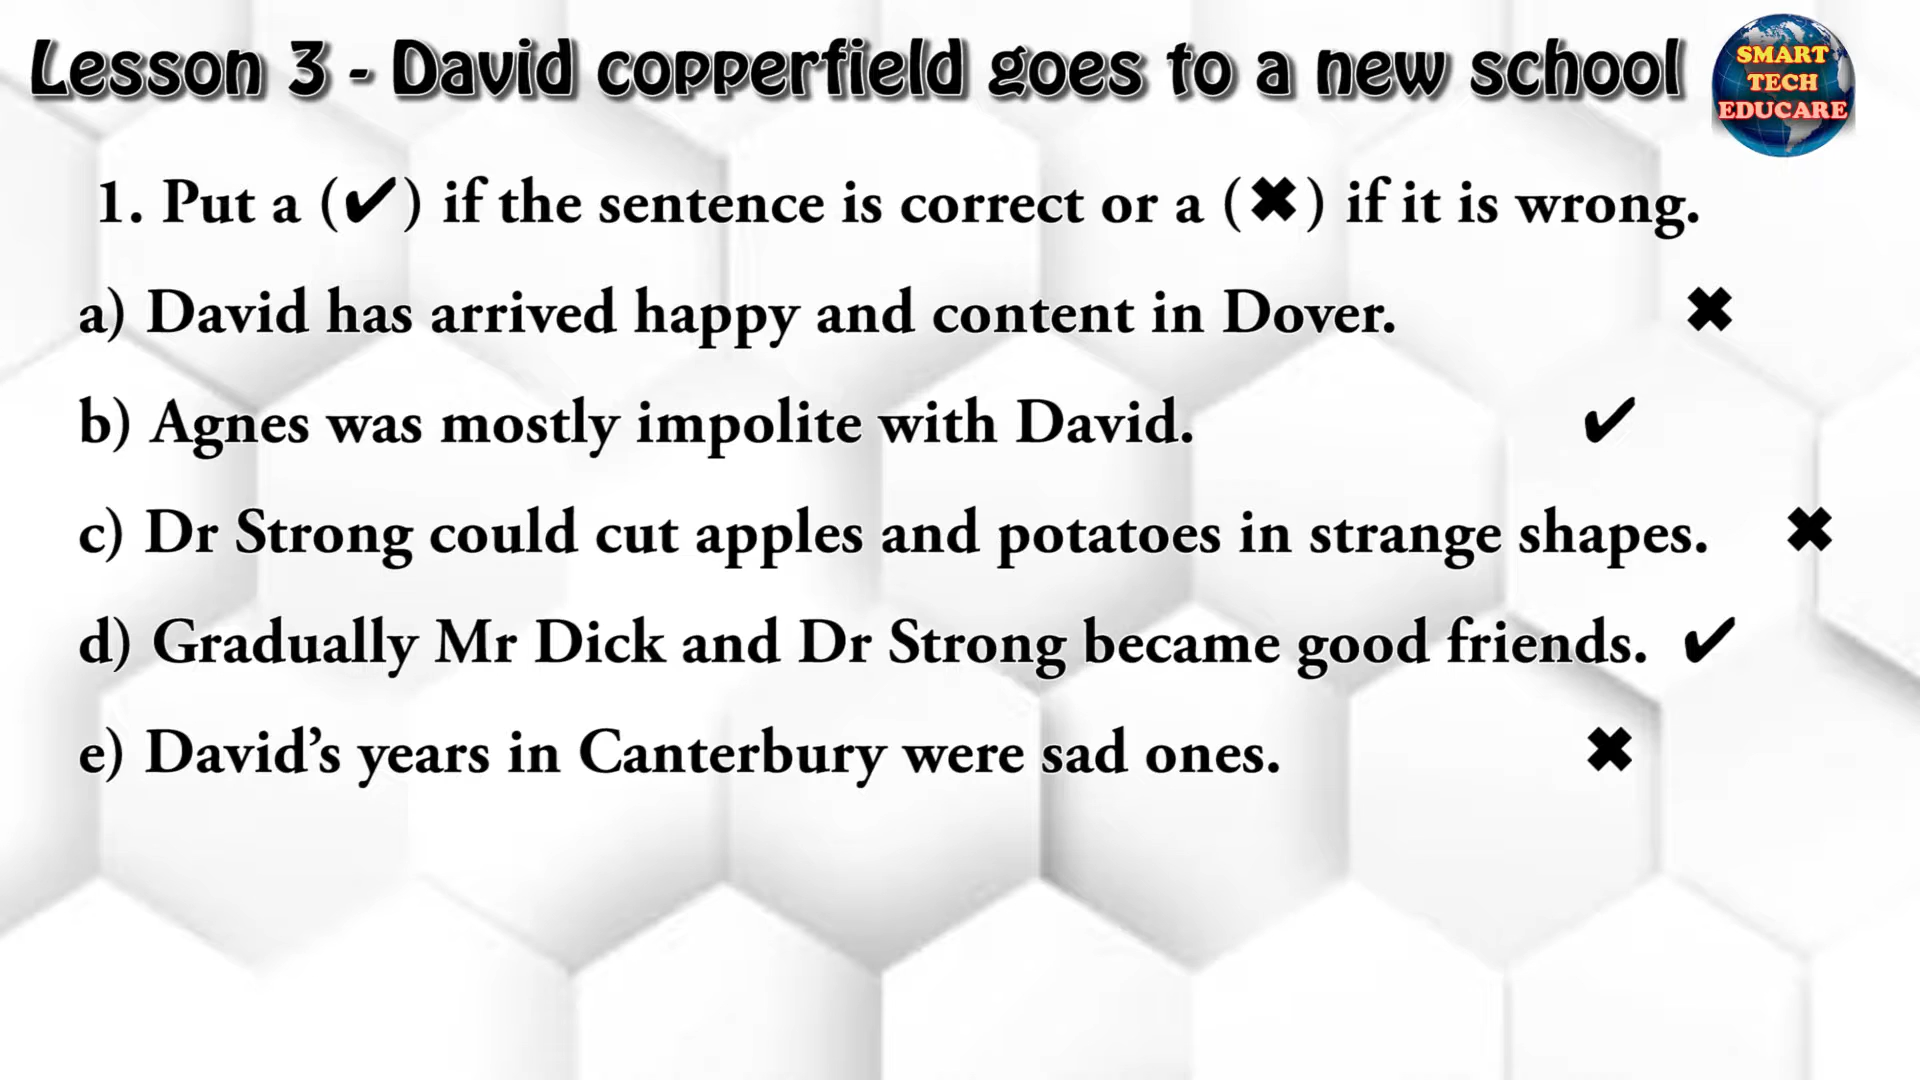 Lesson 3 - David copperfield goes to a new school
SMART
TECH
EDUCARE
1. Put a (✔) if the sentence is correct or a (✖) if it is wrong.
a) David has arrived happy and content in Dover. ✖
b) Agnes was mostly impolite with David. ✔
c) Dr Strong could cut apples and potatoes in strange shapes. ✖
d) Gradually Mr Dick and Dr Strong became good friends. ✔
e) David’s years in Canterbury were sad ones. ✖